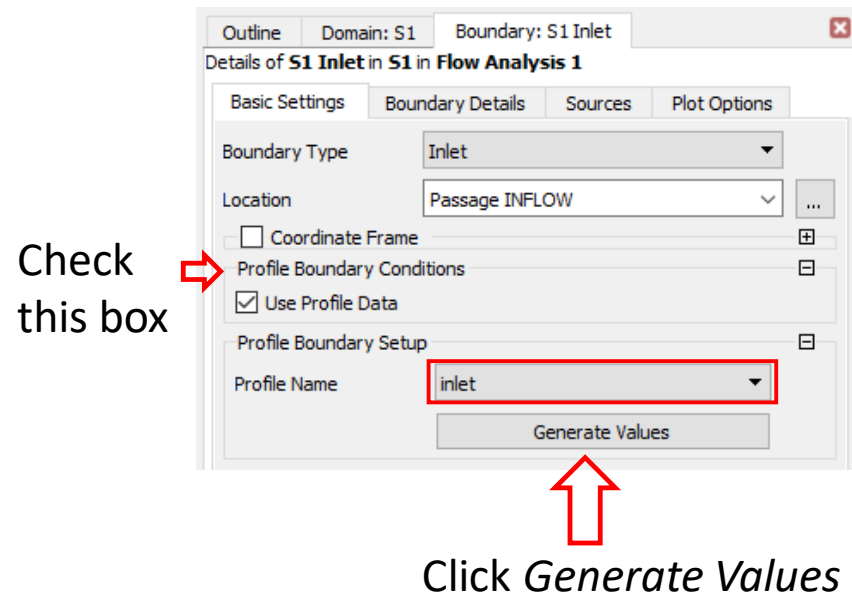 Outline Domain: S1 Boundary: S1 Inlet
Details of S1 Inlet in S1 in Flow Analysis 1
Basic Settings Boundary Details Sources Plot Options
Boundary Type Inlet
Location Passage INFLOW ...
Coordinate Frame
Profile Boundary Conditions
Use Profile Data
Profile Boundary Setup
Profile Name inlet
Generate Values
Check
this box
Click Generate Values